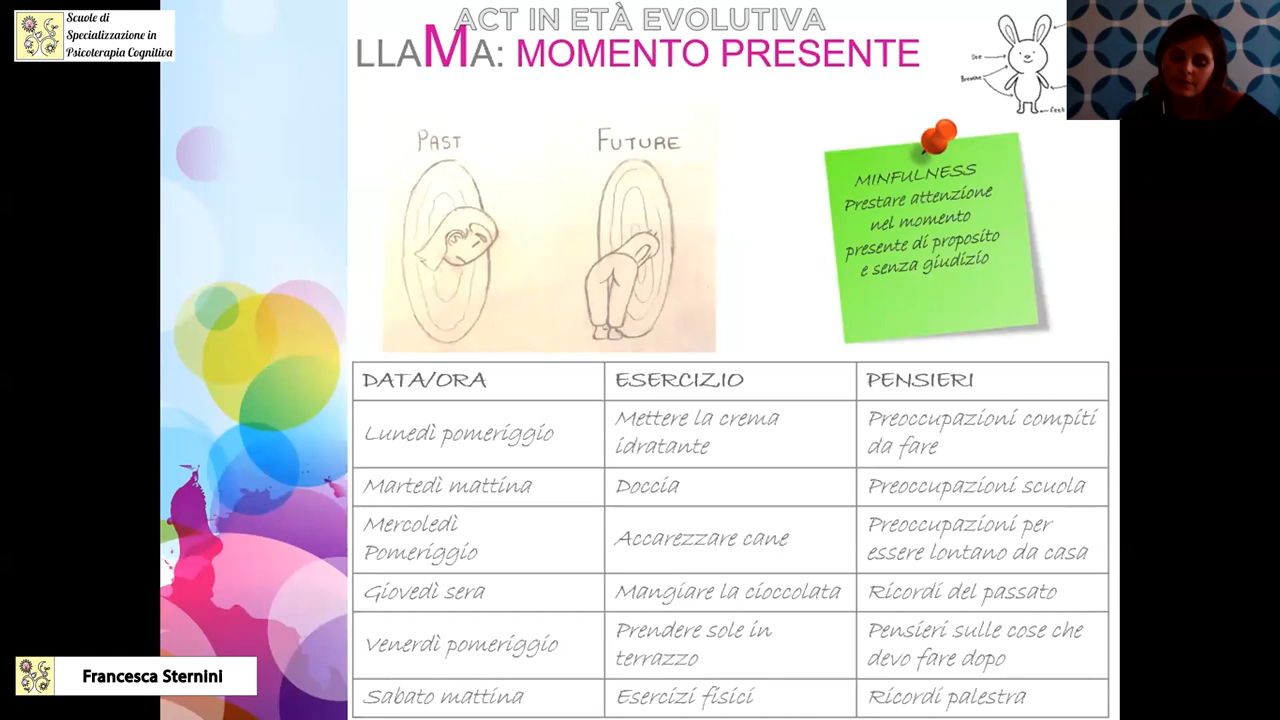 Scuole di
Specializzazione in
Psicoterapia Cognitiva
ACT IN ETÀ EVOLUTIVA
LLAMA: MOMENTO PRESENTE
See
Breathe
feet
PAST
FUTURE
MINFULNESS
Prestare attenzione
nel momento
presente di proposito
e senza giudizio
DATA/ORA ESERCIZIO PENSIERI
Lunedì pomeriggio
Mettere la crema
idratante
Preoccupazioni compiti
da fare
Martedì mattina
Doccia
Preoccupazioni scuola
Mercoledì
Pomeriggio
Accarezzare cane
Preoccupazioni per
essere lontano da casa
Giovedì sera
Mangiare la cioccolata
Ricordi del passato
Venerdì pomeriggio
Prendere sole in
terrazzo
Pensieri sulle cose che
devo fare dopo
Sabato mattina
Esercizi fisici
Ricordi palestra
Francesca Sternini